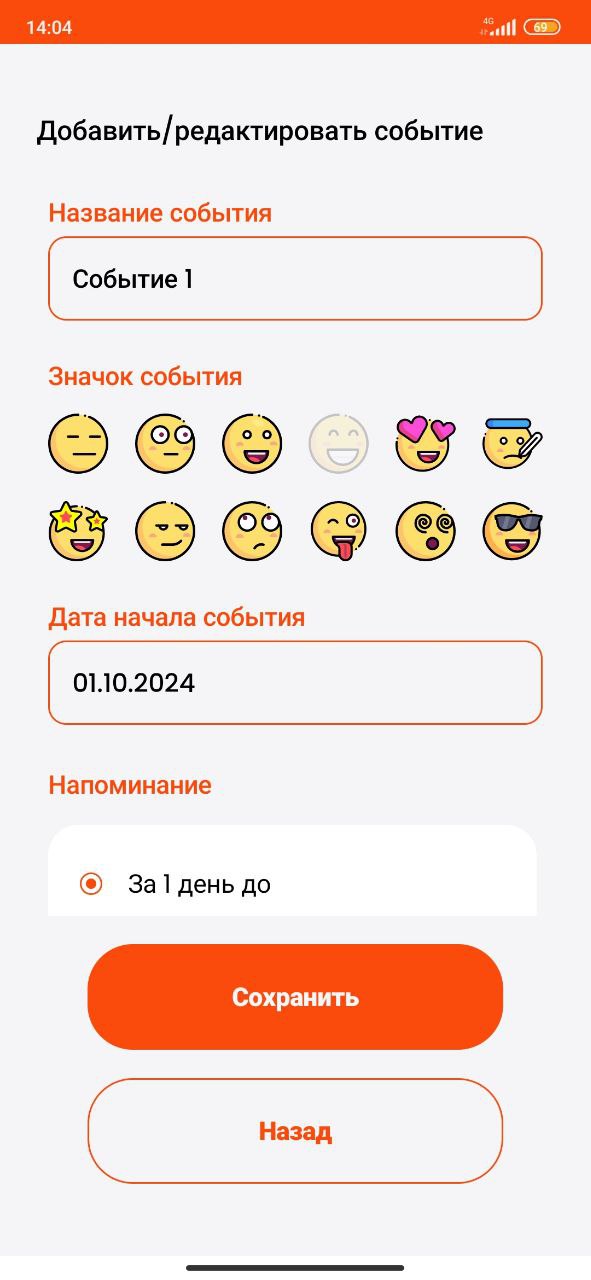 14:04
4G
69
Добавить/редактировать событие
Название события
Событие 1
Значок события
Дата начала события
01.10.2024
Напоминание
За 1 день до
Сохранить
Назад